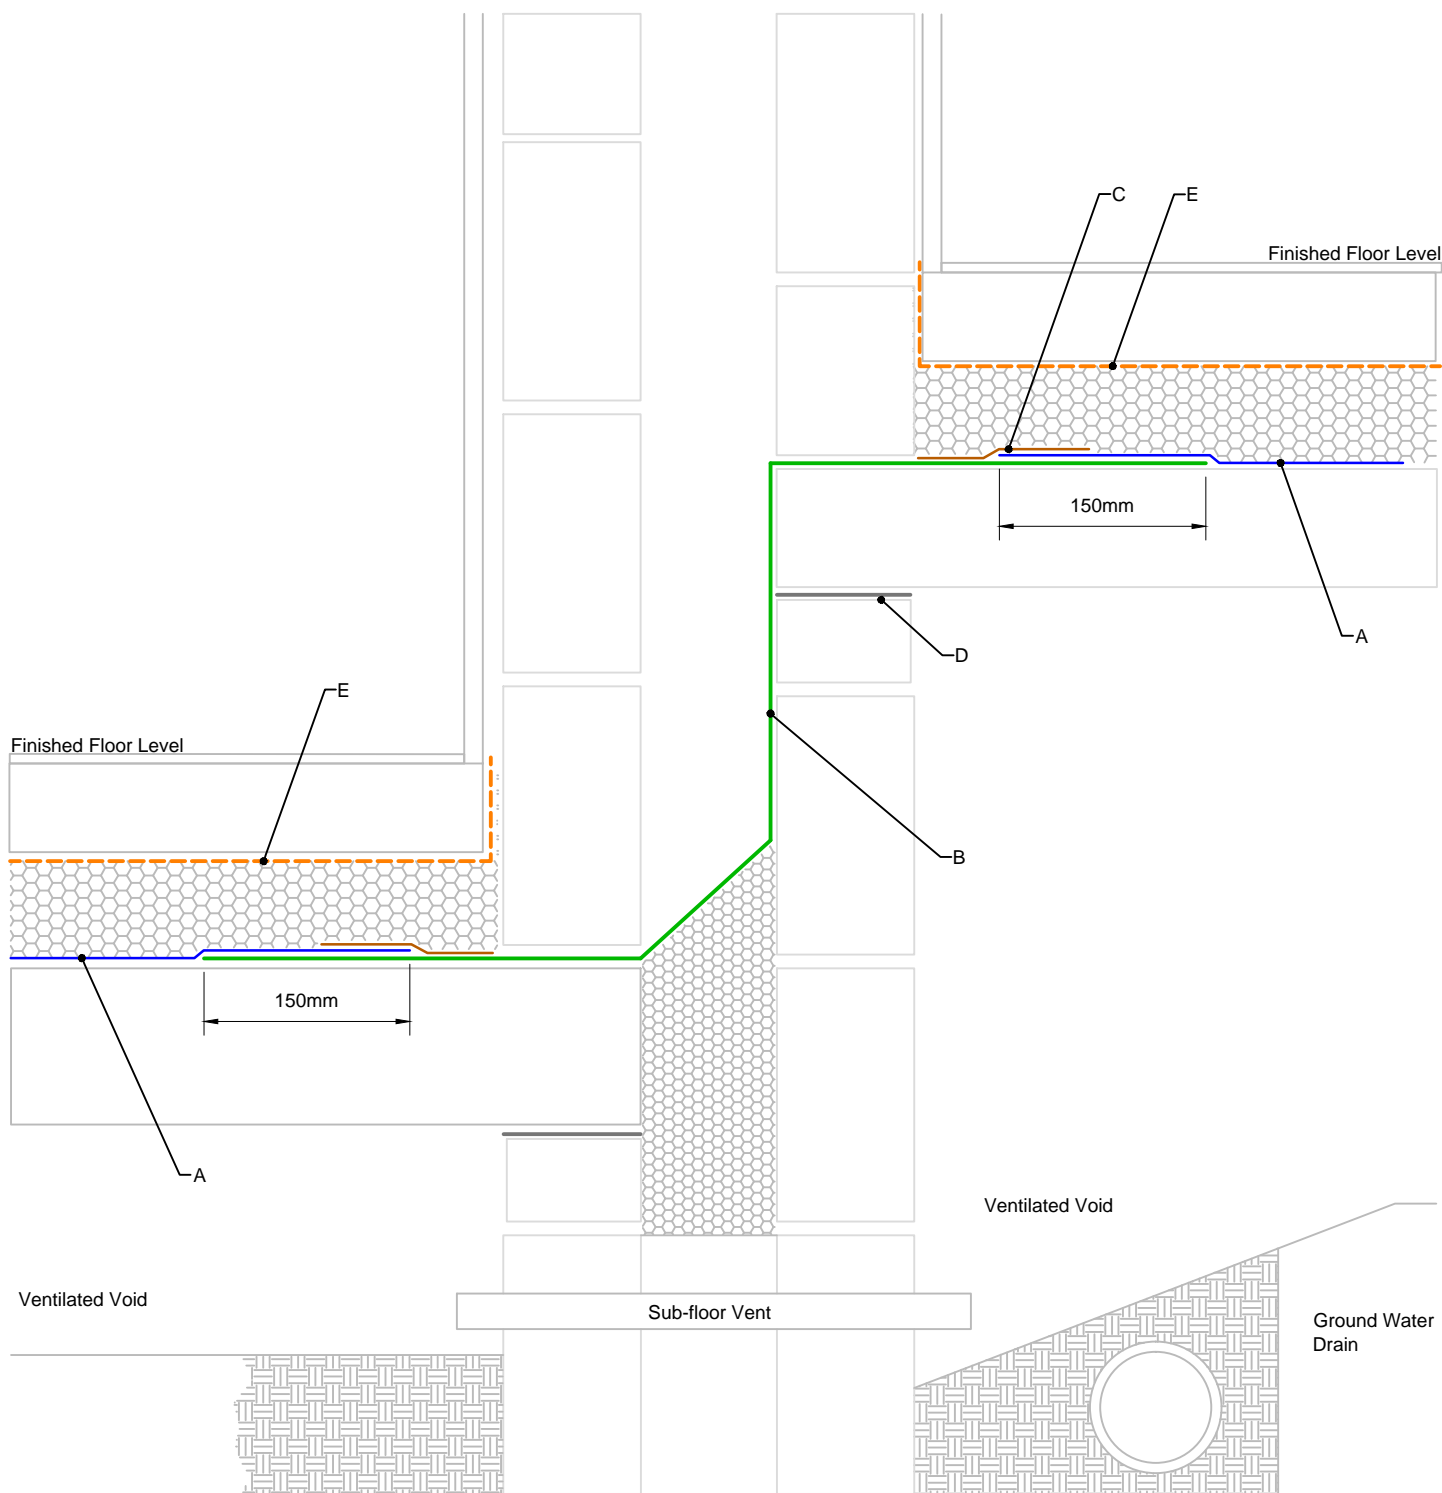 C
E
Finished Floor Level
150mm
A
D
E
Finished Floor Level
B
150mm
A
Ventilated Void
Ventilated Void
Sub-floor Vent
Ground Water
Drain